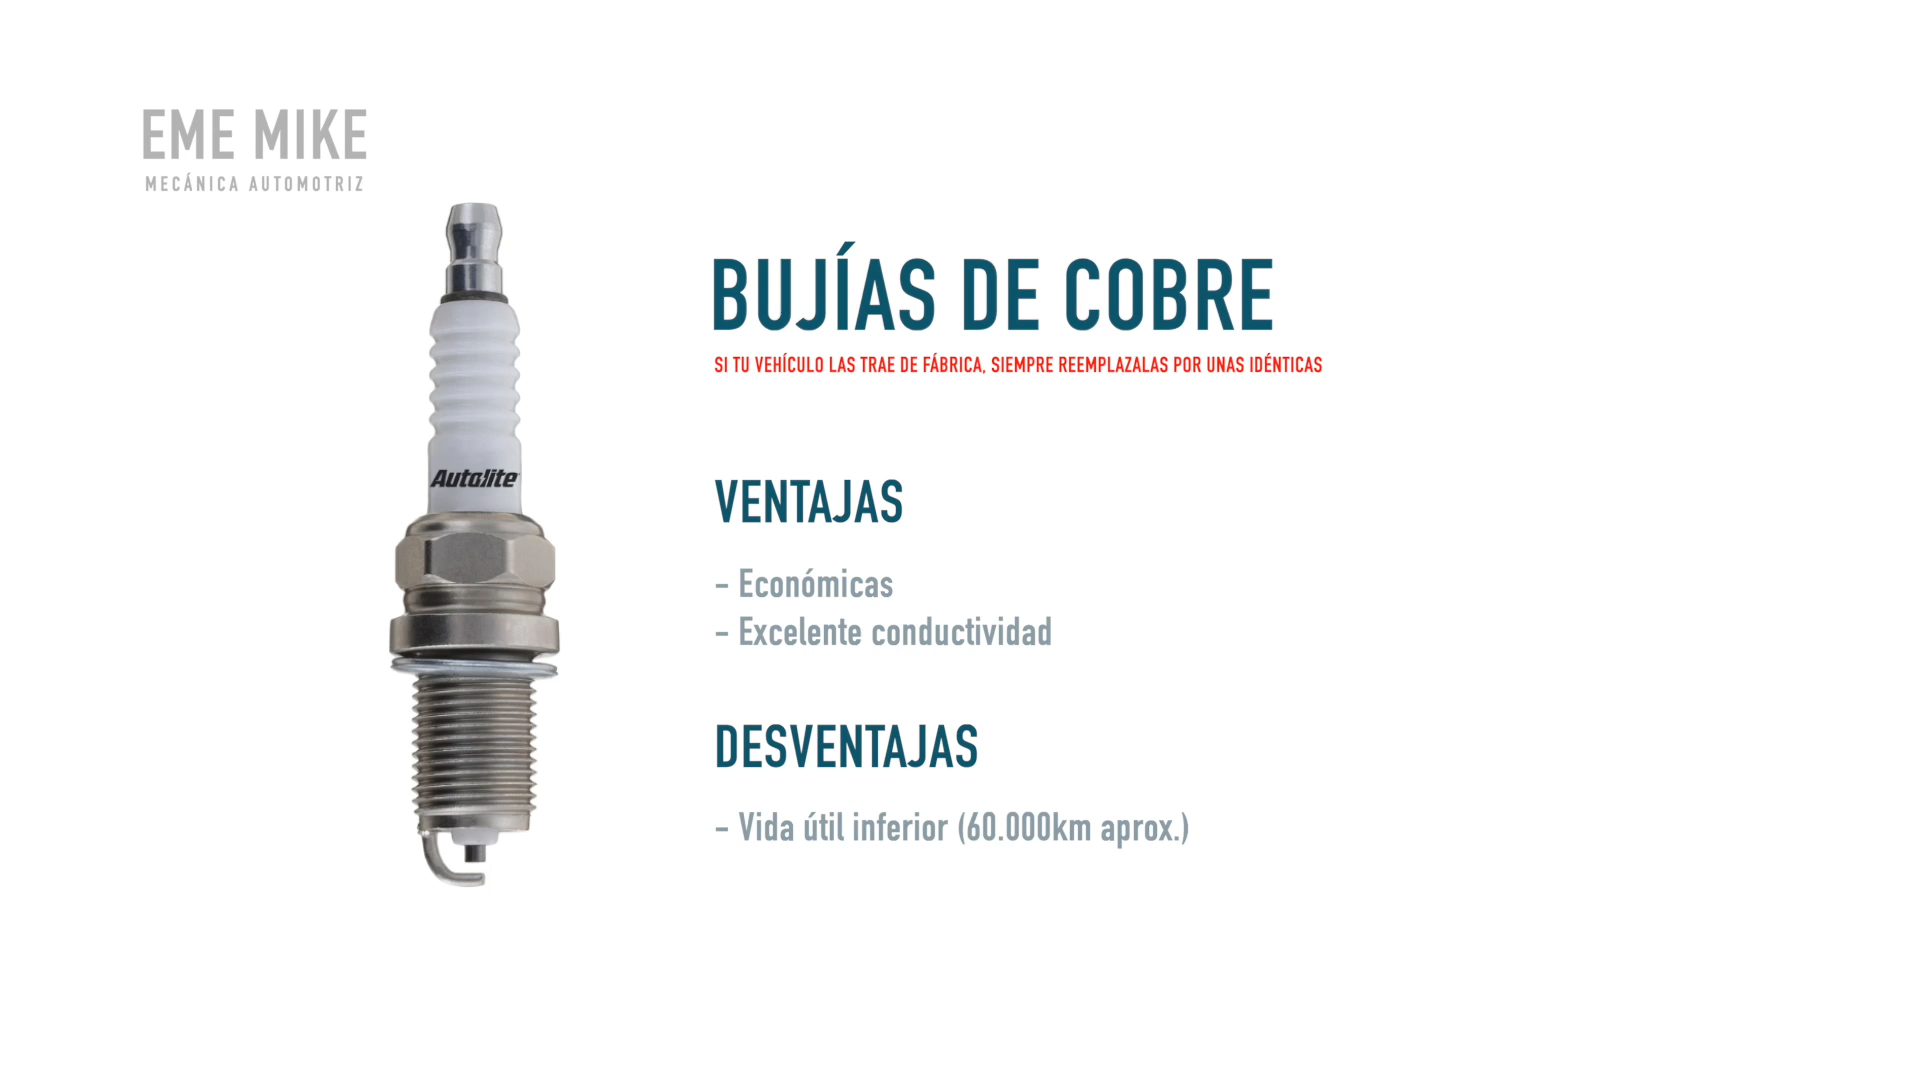 EME MIKE
MECÁNICA AUTOMOTRIZ
BUJÍAS DE COBRE
SI TU VEHÍCULO LAS TRAE DE FÁBRICA, SIEMPRE REEMPLAZALAS POR UNAS IDÉNTICAS
Autolite
VENTAJAS
- Económicas
- Excelente conductividad
DESVENTAJAS
- Vida útil inferior (60.000km aprox.)